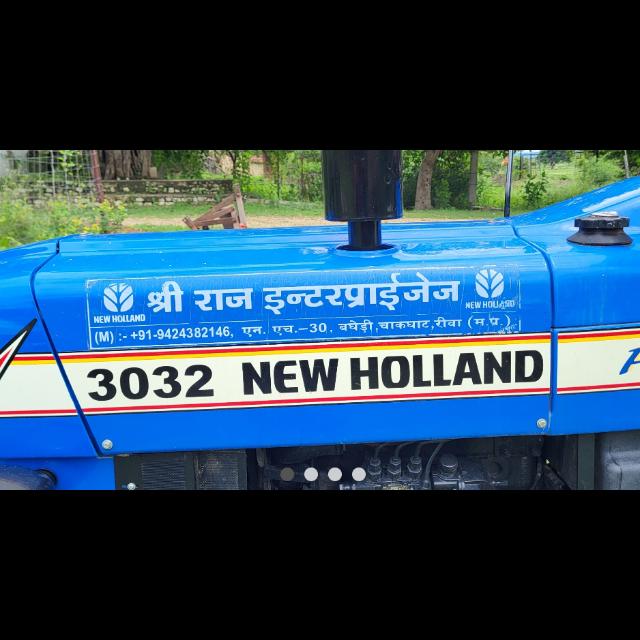 श्री राज इन्टरप्राईजेज
NEW HOLLAND
NEW HOLLAND
(M) :- +91-9424382146, एन. एच.-30, बघेड़ी, चाकघाट, रीवा (म.प्र.)
3032 NEW HOLLAND